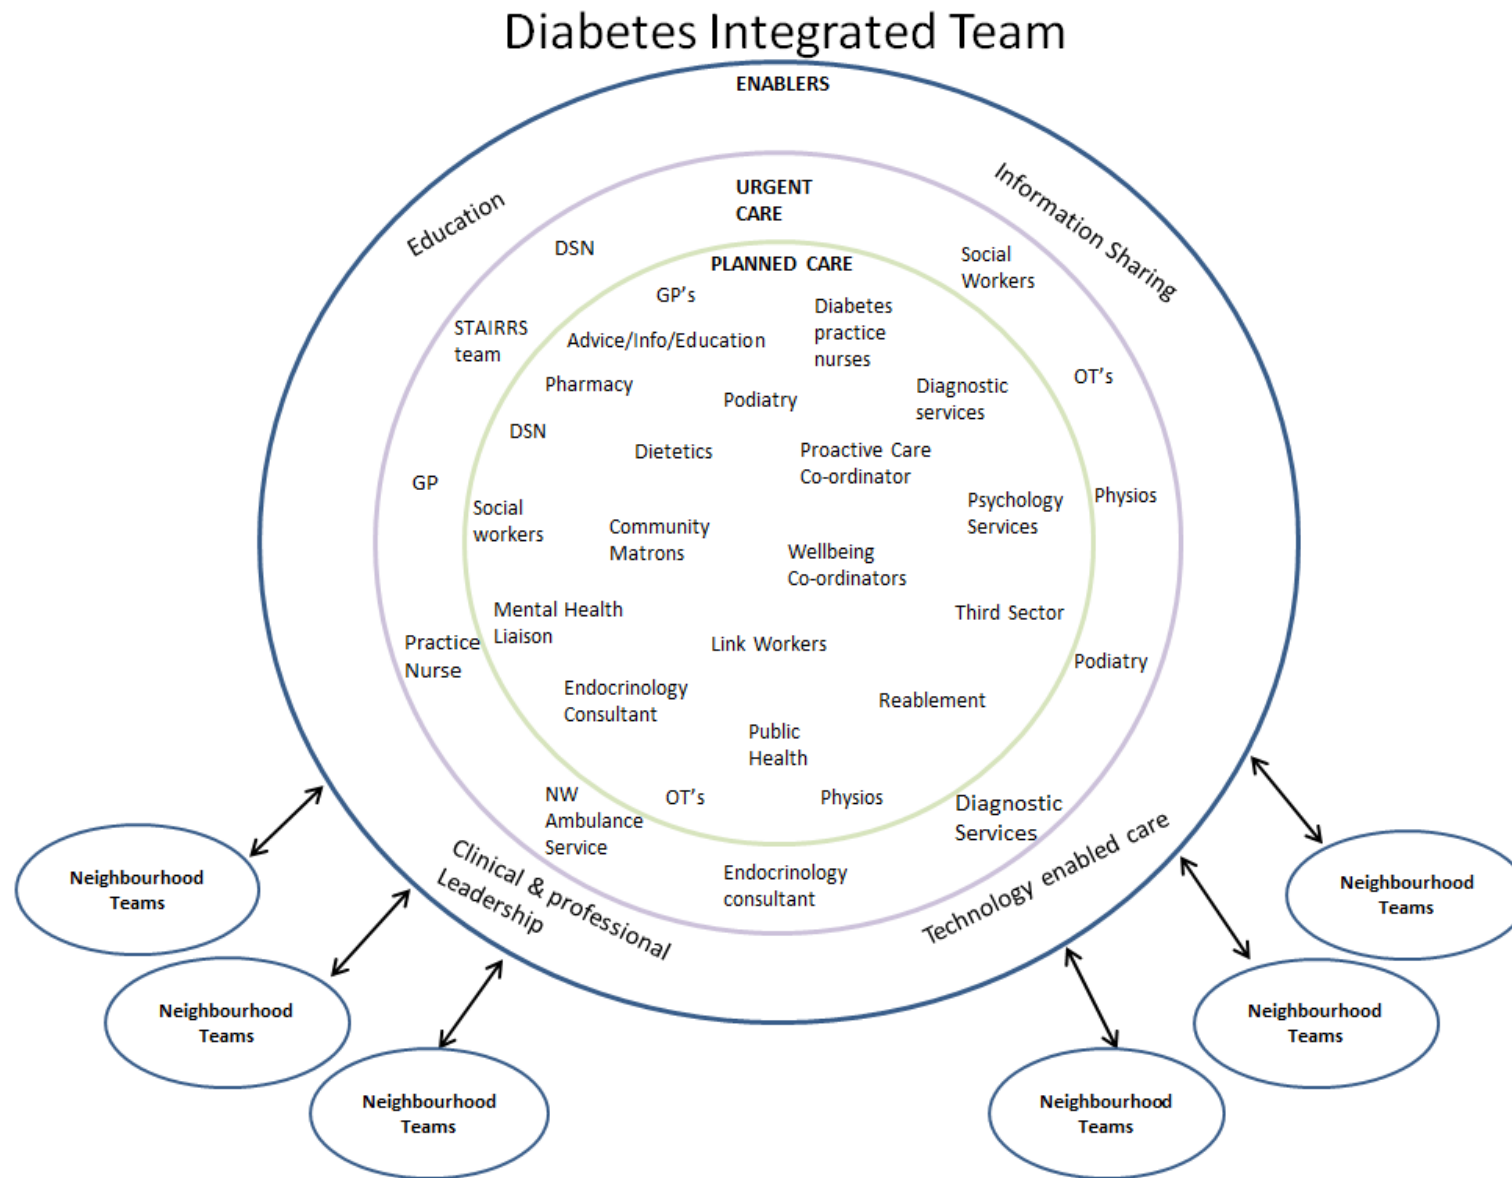 Diabetes Integrated Team
ENABLERS
Education
Information Sharing
URGENT
CARE
DSN
Social
Workers
STAIRRS
team
OT's
GP
Physios
Practice
Nurse
Podiatry
NW
Ambulance
Service
Diagnostic
Services
Endocrinology
consultant
PLANNED CARE
GP's
Diabetes
practice
nurses
Advice/Info/Education
Pharmacy
Podiatry
Diagnostic
services
DSN
Dietetics
Proactive Care
Co-ordinator
Social
workers
Community
Matrons
Psychology
Services
Wellbeing
Co-ordinators
Mental Health
Liaison
Third Sector
Link Workers
Endocrinology
Consultant
Reablement
Public
Health
OT's
Physios
Clinical & professional
Leadership
Technology enabled care
Neighbourhood
Teams
Neighbourhood
Teams
Neighbourhood
Teams
Neighbourhood
Teams
Neighbourhood
Teams
Neighbourhood
Teams